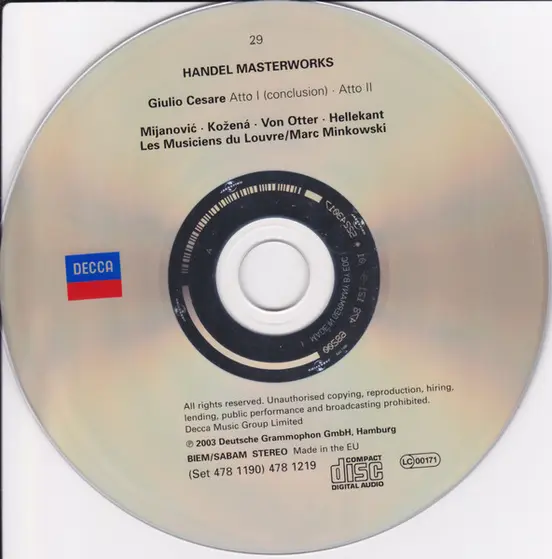 29
HANDEL MASTERWORKS
Giulio Cesare Atto I (conclusion) · Atto II
Mijanović · Kožená · Von Otter · Hellekant
Les Musiciens du Louvre/Marc Minkowski
DECCA
All rights reserved. Unauthorised copying, reproduction, hiring,
lending, public performance and broadcasting prohibited.
Decca Music Group Limited
℗ 2003 Deutsche Grammophon GmbH, Hamburg
BIEM/SABAM STEREO Made in the EU
(Set 478 1190) 478 1219
COMPACT
disc
DIGITAL AUDIO
LC 00171